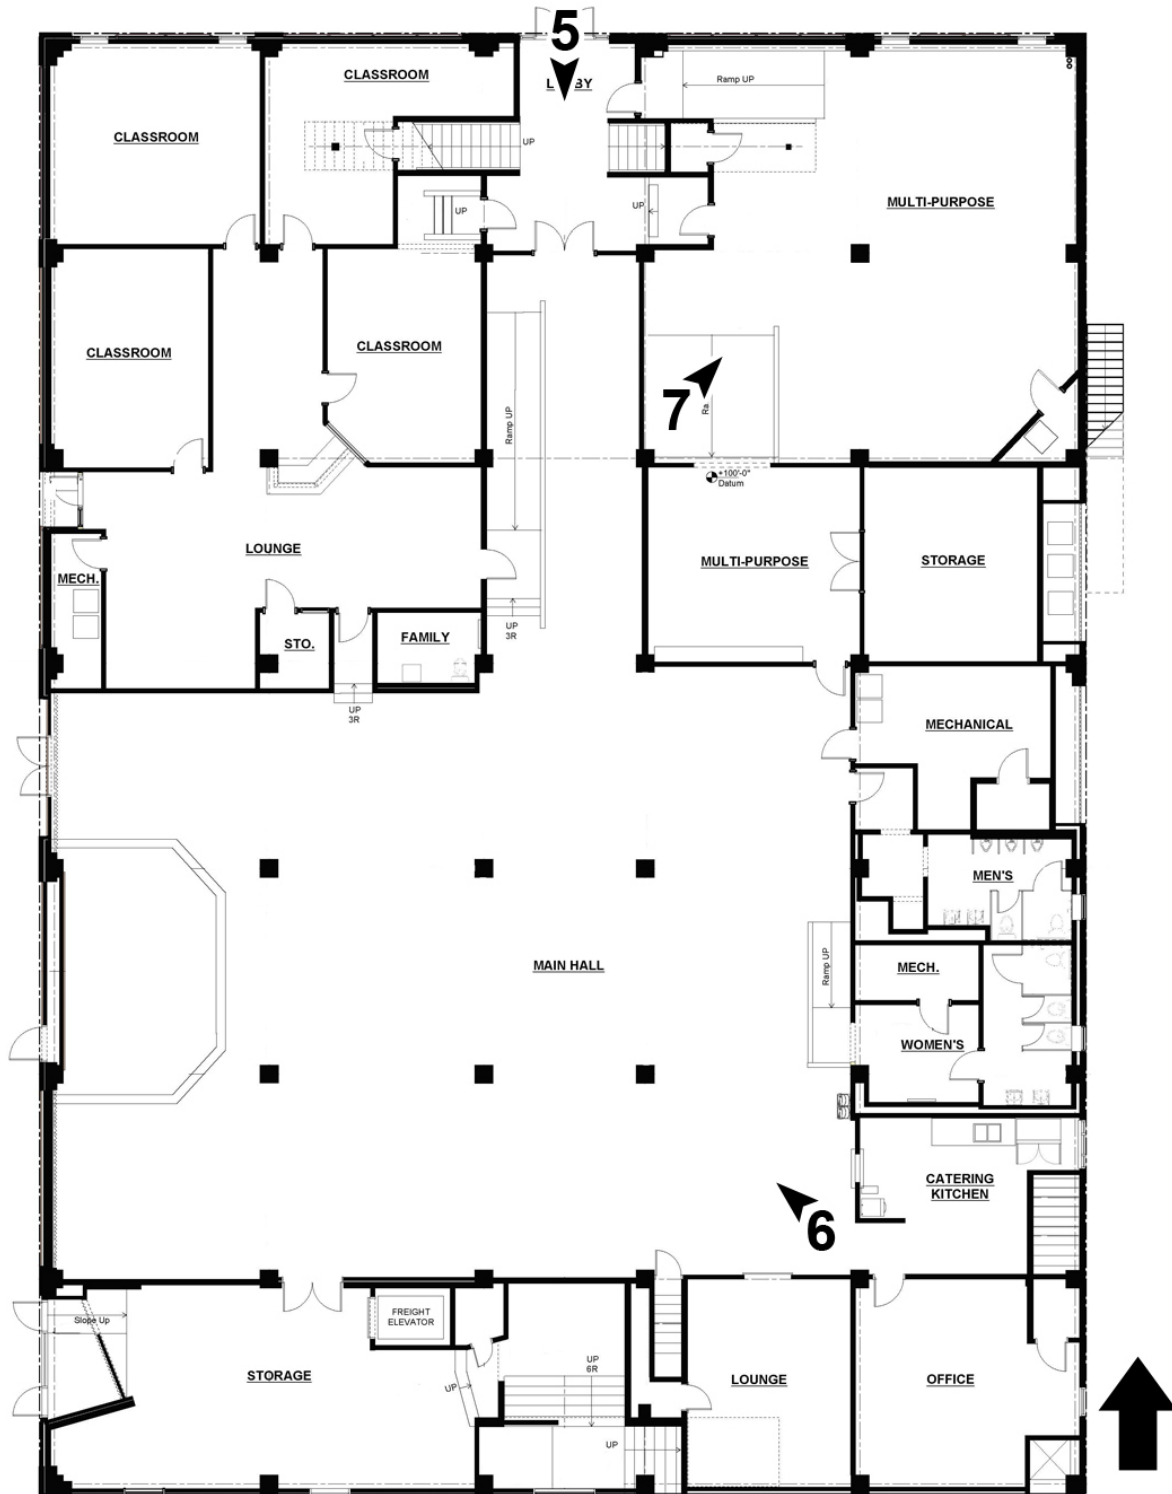 5
CLASSROOM
L BY
Ramp UP
CLASSROOM
UP
MULTI-PURPOSE
UP
UP
CLASSROOM
CLASSROOM
7
Ramp UP
Ra
+100'-0"
Datum
LOUNGE
MULTI-PURPOSE
STORAGE
MECH.
UP
3R
STO.
FAMILY
UP
3R
MECHANICAL
MEN'S
MAIN HALL
Ramp UP
MECH.
WOMEN'S
CATERING
KITCHEN
6
FREIGHT
ELEVATOR
Slope Up
UP
6R
STORAGE
UP
LOUNGE
OFFICE
UP